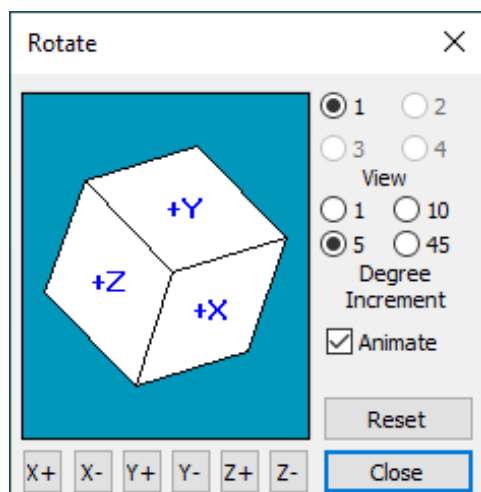 Rotate
1 2
3 4
View
1 10
5 45
Degree
Increment
Animate
Reset
Close
+Y
+Z
+X
X+ X- Y+ Y- Z+ Z-